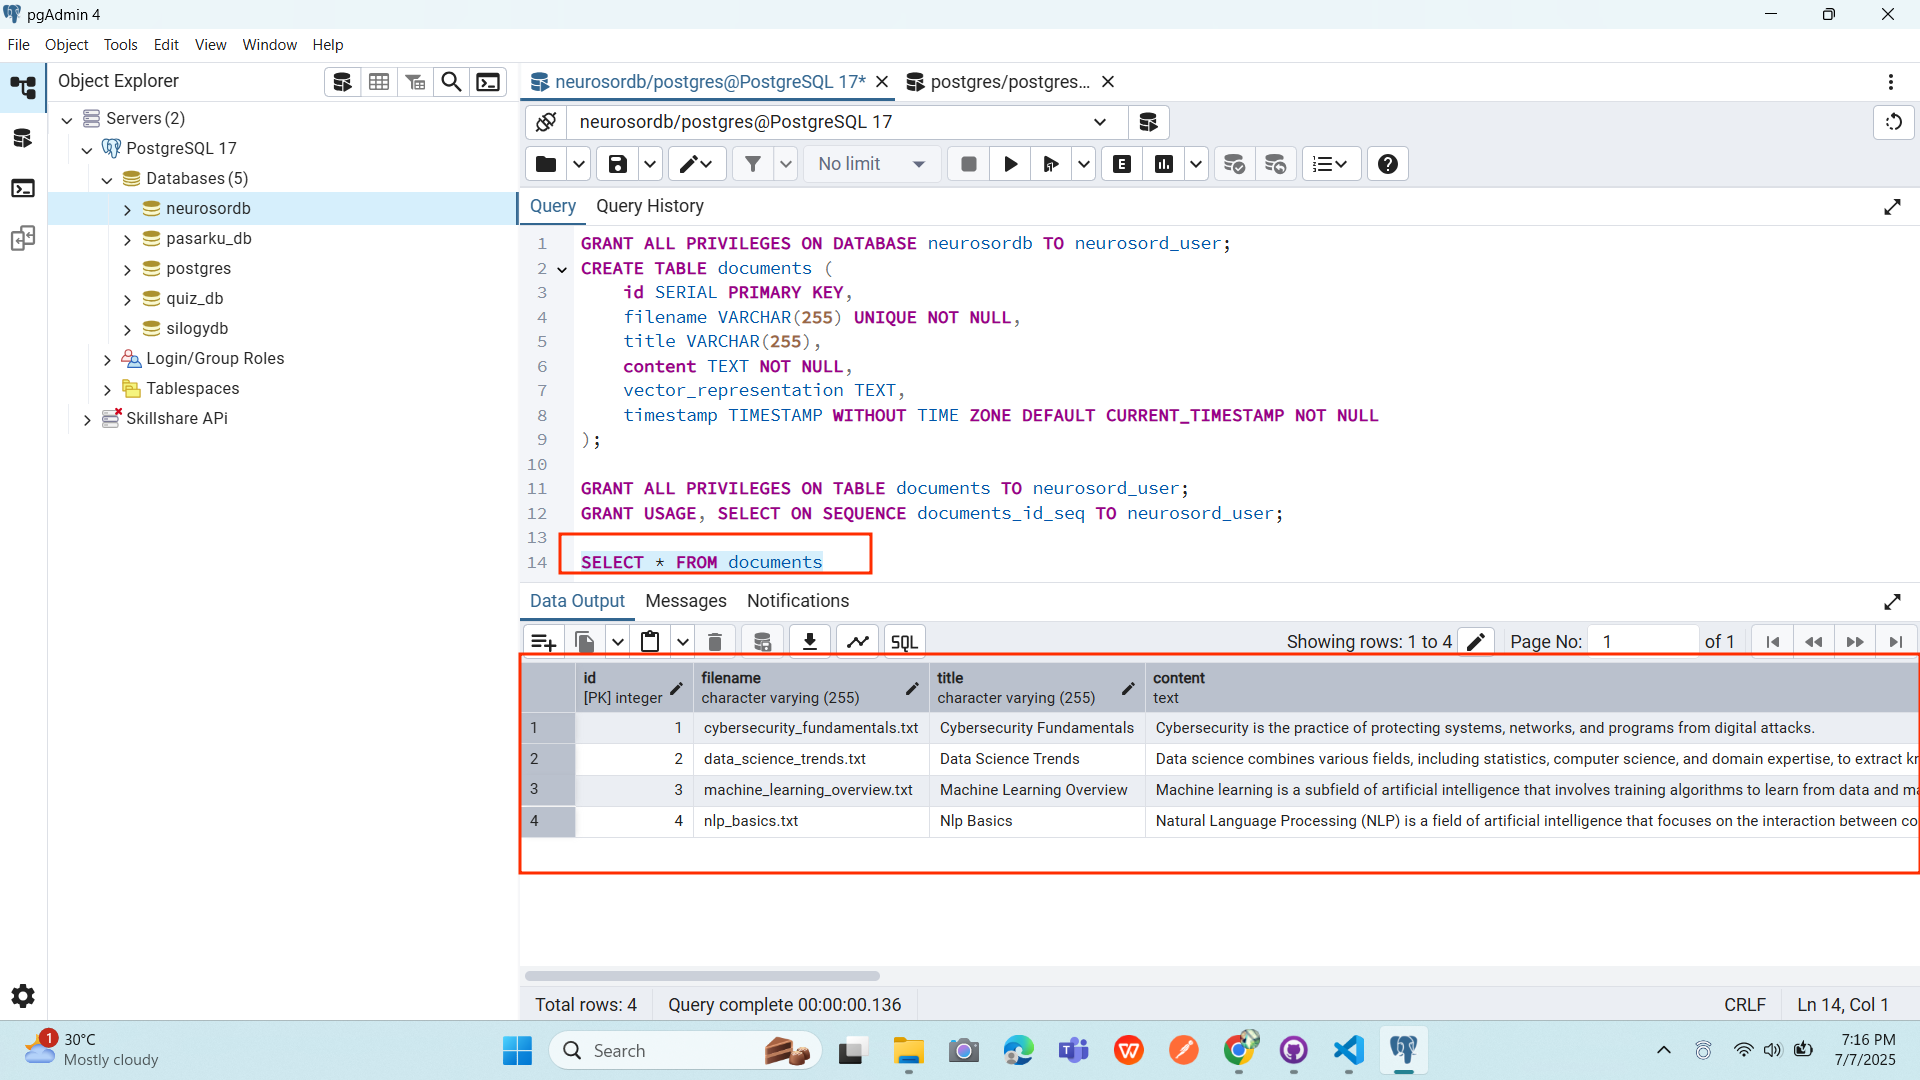 pgAdmin 4
File Object Tools Edit View Window Help
Object Explorer
Servers (2)
PostgreSQL 17
Databases (5)
neurosordb
pasarku_db
postgres
quiz_db
silogydb
Login/Group Roles
Tablespaces
Skillshare APi
neurosordb/postgres@PostgreSQL 17*
postgres/postgres...
neurosordb/postgres@PostgreSQL 17
No limit
E
Query Query History
1 GRANT ALL PRIVILEGES ON DATABASE neurosordb TO neurosord_user;
2 CREATE TABLE documents (
3 id SERIAL PRIMARY KEY,
4 filename VARCHAR(255) UNIQUE NOT NULL,
5 title VARCHAR(255),
6 content TEXT NOT NULL,
7 vector_representation TEXT,
8 timestamp TIMESTAMP WITHOUT TIME ZONE DEFAULT CURRENT_TIMESTAMP NOT NULL
9 );
10
11 GRANT ALL PRIVILEGES ON TABLE documents TO neurosord_user;
12 GRANT USAGE, SELECT ON SEQUENCE documents_id_seq TO neurosord_user;
13
14 SELECT * FROM documents
Data Output Messages Notifications
SQL
Showing rows: 1 to 4
Page No: 1 of 1
id filename title content
[PK] integer character varying (255) character varying (255) text
1 1 cybersecurity_fundamentals.txt Cybersecurity Fundamentals Cybersecurity is the practice of protecting systems, networks, and programs from digital attacks.
2 2 data_science_trends.txt Data Science Trends Data science combines various fields, including statistics, computer science, and domain expertise, to extract kn
3 3 machine_learning_overview.txt Machine Learning Overview Machine learning is a subfield of artificial intelligence that involves training algorithms to learn from data and ma
4 4 nlp_basics.txt Nlp Basics Natural Language Processing (NLP) is a field of artificial intelligence that focuses on the interaction between co
Total rows: 4 Query complete 00:00:00.136
CRLF Ln 14, Col 1
1
30°C
Mostly cloudy
Search
7:16 PM
7/7/2025